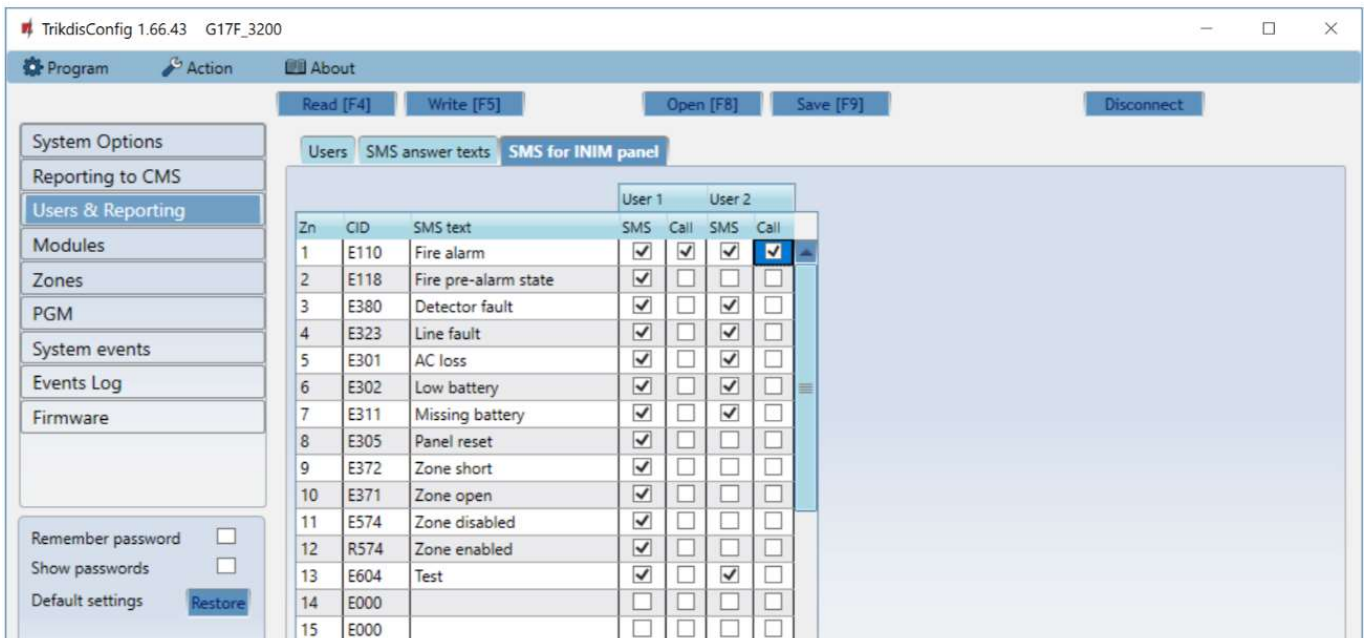 TrikdisConfig 1.66.43 G17F_3200
Program Action About
Read [F4] Write [F5] Open [F8] Save [F9] Disconnect
System Options
Reporting to CMS
Users & Reporting
Modules
Zones
PGM
System events
Events Log
Firmware
Remember password
Show passwords
Default settings Restore
Users SMS answer texts SMS for INIM panel
User 1 User 2
Zn CID SMS text SMS Call SMS Call
1 E110 Fire alarm
2 E118 Fire pre-alarm state
3 E380 Detector fault
4 E323 Line fault
5 E301 AC loss
6 E302 Low battery
7 E311 Missing battery
8 E305 Panel reset
9 E372 Zone short
10 E371 Zone open
11 E574 Zone disabled
12 R574 Zone enabled
13 E604 Test
14 E000
15 E000